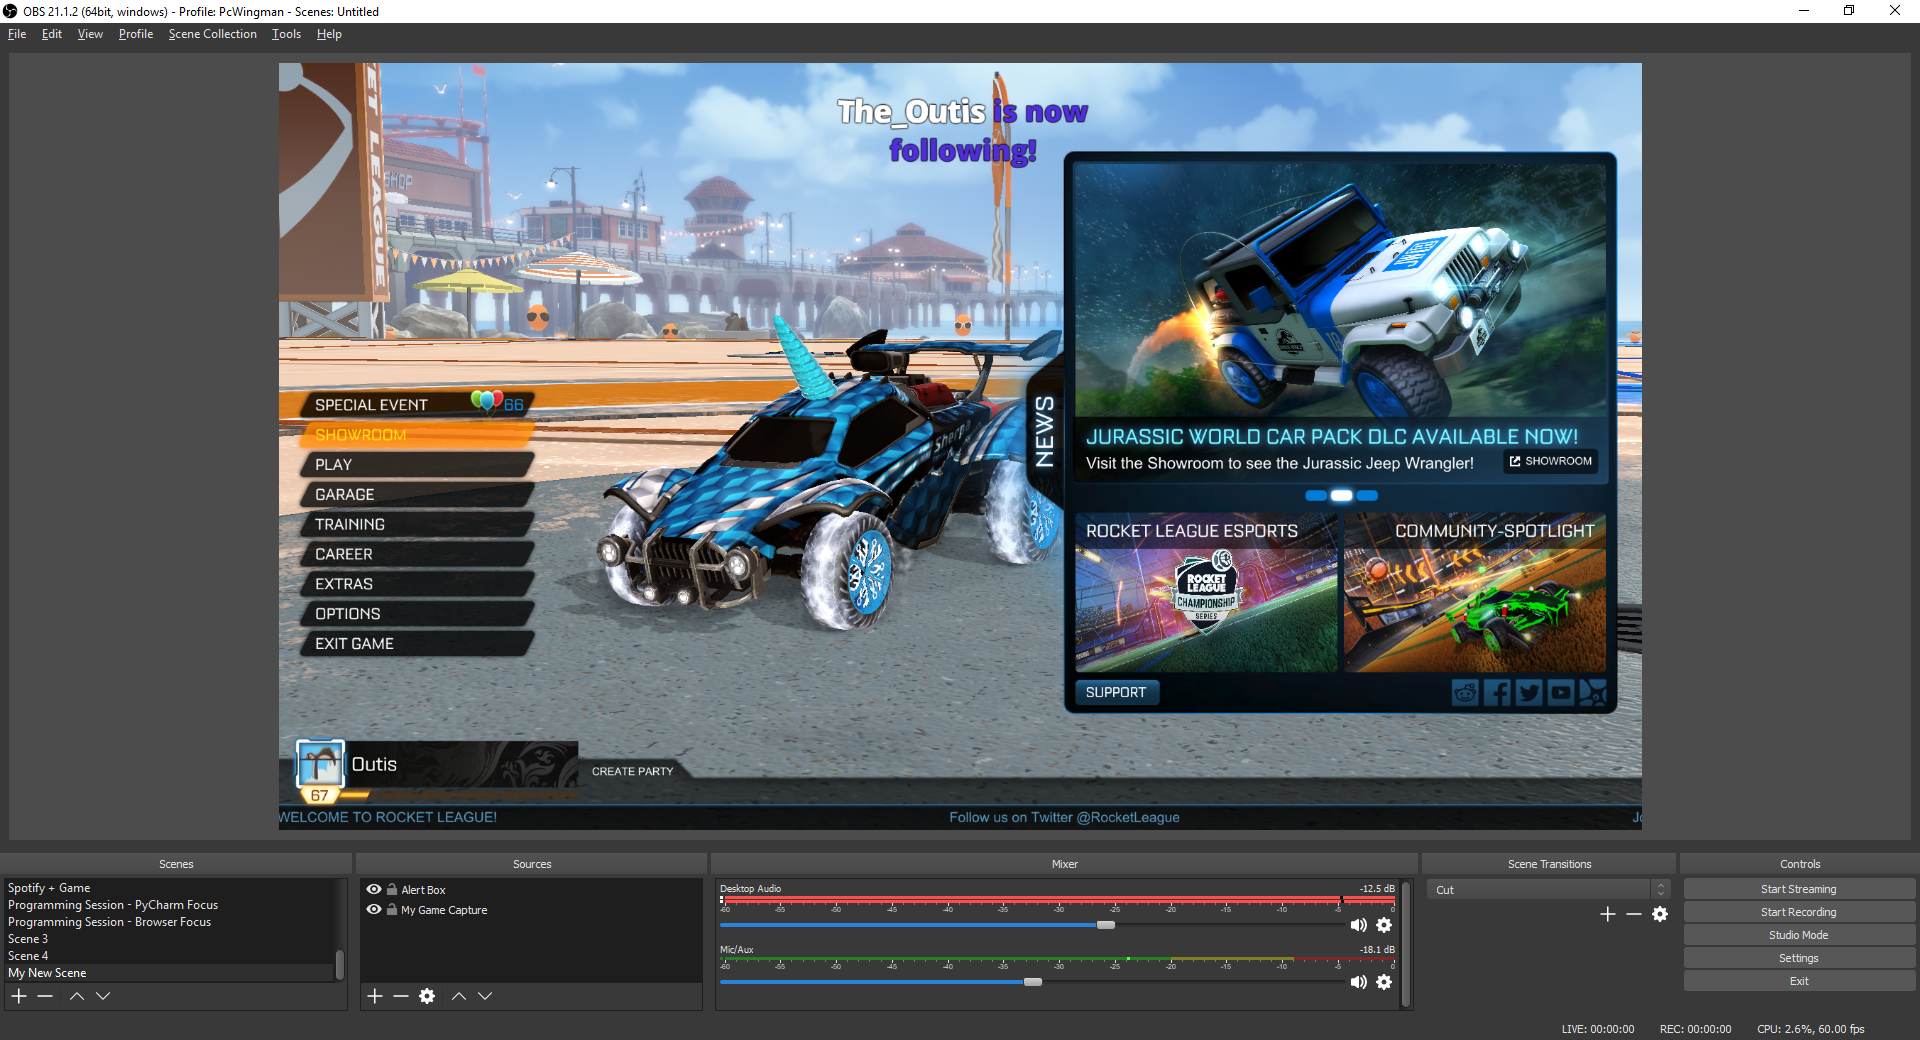 OBS 21.1.2 (64bit, windows) - Profile: PcWingman - Scenes: Untitled
File Edit View Profile Scene Collection Tools Help
The_Outis is now
following!
ET LEAGUE
SHOP
SPECIAL EVENT 66
SHOWROOM
PLAY
GARAGE
TRAINING
CAREER
EXTRAS
OPTIONS
EXIT GAME
NEWS
JURASSIC WORLD CAR PACK DLC AVAILABLE NOW!
Visit the Showroom to see the Jurassic Jeep Wrangler!
SHOWROOM
ROCKET LEAGUE ESPORTS
COMMUNITY-SPOTLIGHT
ROCKET
LEAGUE
CHAMPIONSHIP
SERIES
SUPPORT
Outis
67
CREATE PARTY
WELCOME TO ROCKET LEAGUE!
Follow us on Twitter @RocketLeague
Scenes
Spotify + Game
Programming Session - PyCharm Focus
Programming Session - Browser Focus
Scene 3
Scene 4
My New Scene
Sources
Alert Box
My Game Capture
Mixer
Desktop Audio -12.5 dB
-60 -55 -50 -45 -40 -35 -30 -25 -20 -15 -10 -5 0
Mic/Aux -18.1 dB
-60 -55 -50 -45 -40 -35 -30 -25 -20 -15 -10 -5 0
Scene Transitions
Cut
Controls
Start Streaming
Start Recording
Studio Mode
Settings
Exit
LIVE: 00:00:00 REC: 00:00:00 CPU: 2.6%, 60.00 fps